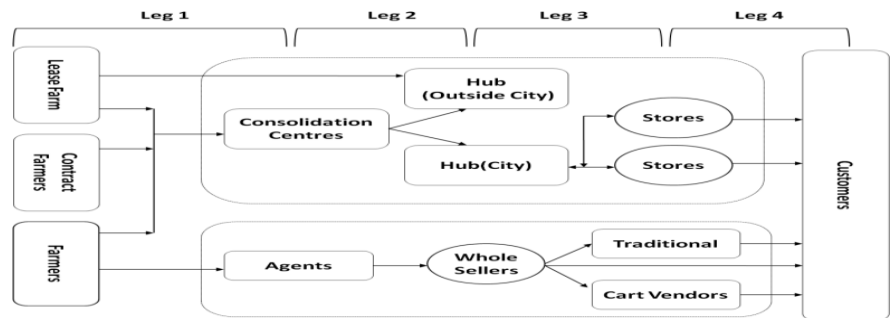 Leg 1 Leg 2 Leg 3 Leg 4
Lease Farm
Contract
Farmers
Farmers
Consolidation
Centres
Hub
(Outside City)
Hub(City)
Stores
Stores
Agents
Whole
Sellers
Traditional
Cart Vendors
Customers